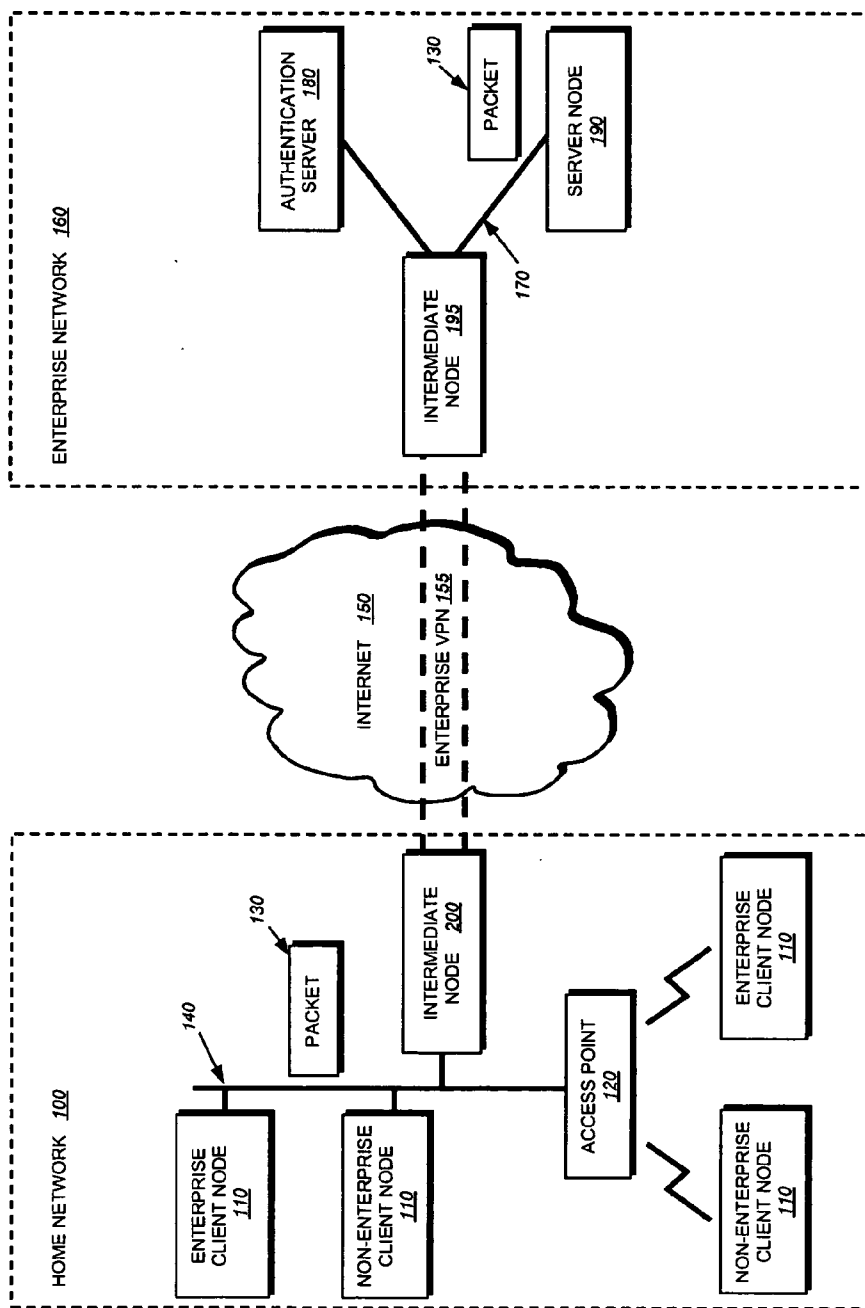 HOME NETWORK 100
ENTERPRISE
CLIENT NODE
110
140
PACKET
130
NON-ENTERPRISE
CLIENT NODE
110
INTERMEDIATE
NODE 200
ACCESS POINT
120
NON-ENTERPRISE
CLIENT NODE
110
ENTERPRISE
CLIENT NODE
110
INTERNET 150
ENTERPRISE VPN 155
ENTERPRISE NETWORK 160
AUTHENTICATION
SERVER 180
INTERMEDIATE
NODE 195
PACKET
130
170
SERVER NODE
190